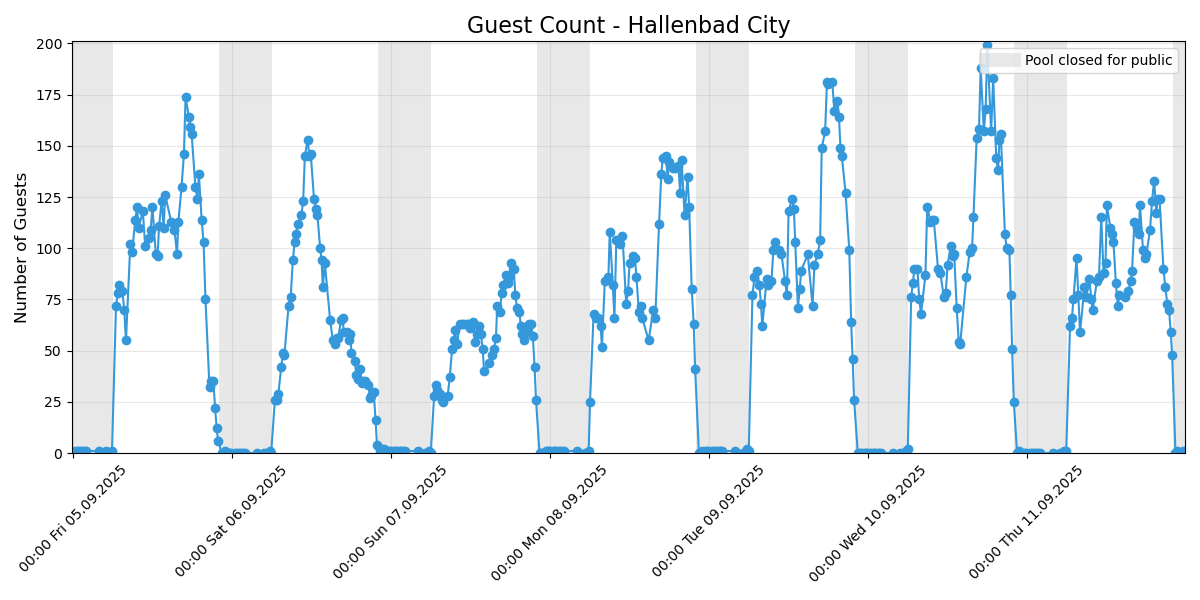 Guest Count - Hallenbad City
Pool closed for public
Number of Guests
200
175
150
125
100
75
50
25
0
00:00 Fri 05.09.2025
00:00 Sat 06.09.2025
00:00 Sun 07.09.2025
00:00 Mon 08.09.2025
00:00 Tue 09.09.2025
00:00 Wed 10.09.2025
00:00 Thu 11.09.2025